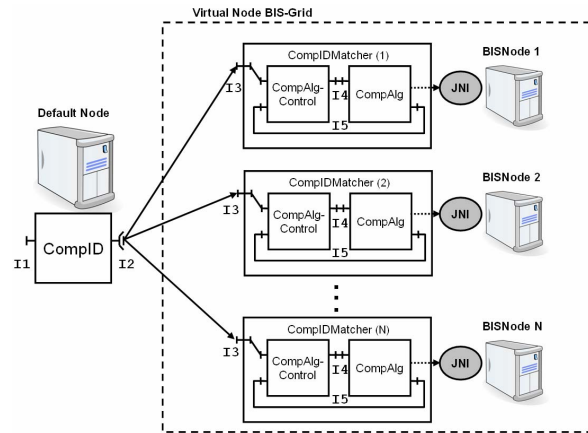 Virtual Node BIS-Grid
CompIDMatcher (1)
BISNode 1
I3
CompAlg-
Control
I4
CompAlg
JNI
I5
Default Node
CompIDMatcher (2)
BISNode 2
I3
CompAlg-
Control
I4
CompAlg
JNI
I5
CompID
I1
I2
CompIDMatcher (N)
BISNode N
I3
CompAlg-
Control
I4
CompAlg
JNI
I5